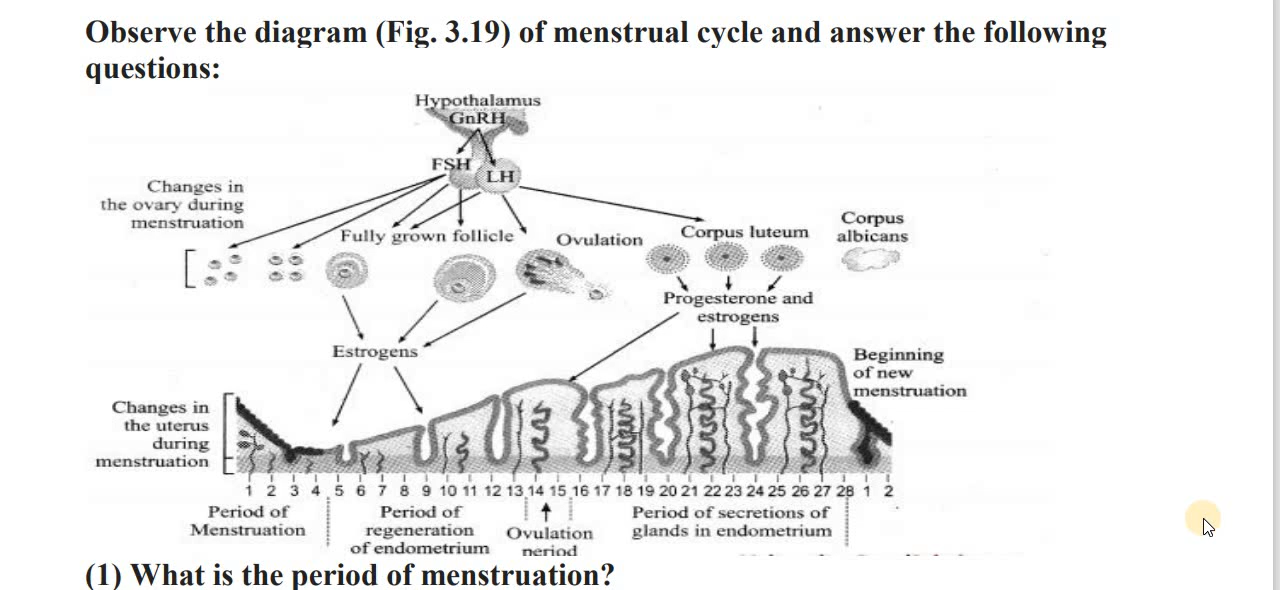 Observe the diagram (Fig. 3.19) of menstrual cycle and answer the following
questions:
Hypothalamus
GnRH
FSH
LH
Changes in
the ovary during
menstruation
Fully grown follicle
Ovulation
Corpus luteum
Corpus
albicans
Progesterone and
estrogens
Estrogens
Beginning
of new
menstruation
Changes in
the uterus
during
menstruation
1 2 3 4 5 6 7 8 9 10 11 12 13 14 15 16 17 18 19 20 21 22 23 24 25 26 27 28 1 2
Period of
Menstruation
Period of
regeneration
of endometrium
Ovulation
period
Period of secretions of
glands in endometrium
(1) What is the period of menstruation?